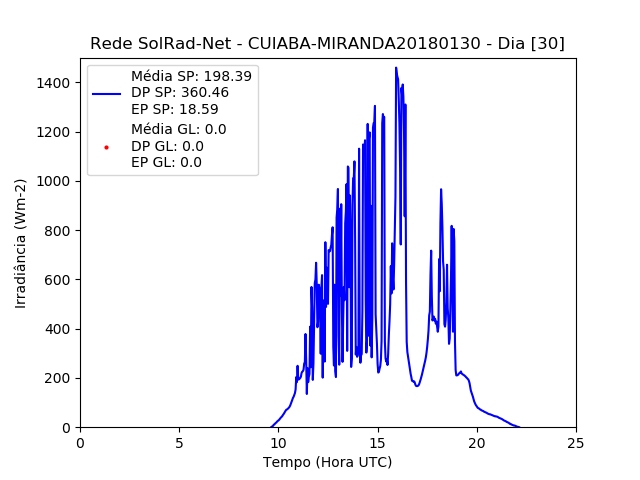 Rede SolRad-Net - CUIABA-MIRANDA20180130 - Dia [30]
Média SP: 198.39
DP SP: 360.46
EP SP: 18.59
Média GL: 0.0
DP GL: 0.0
EP GL: 0.0
Irradiância (Wm-2)
1400
1200
1000
800
600
400
200
0
0 5 10 15 20 25
Tempo (Hora UTC)